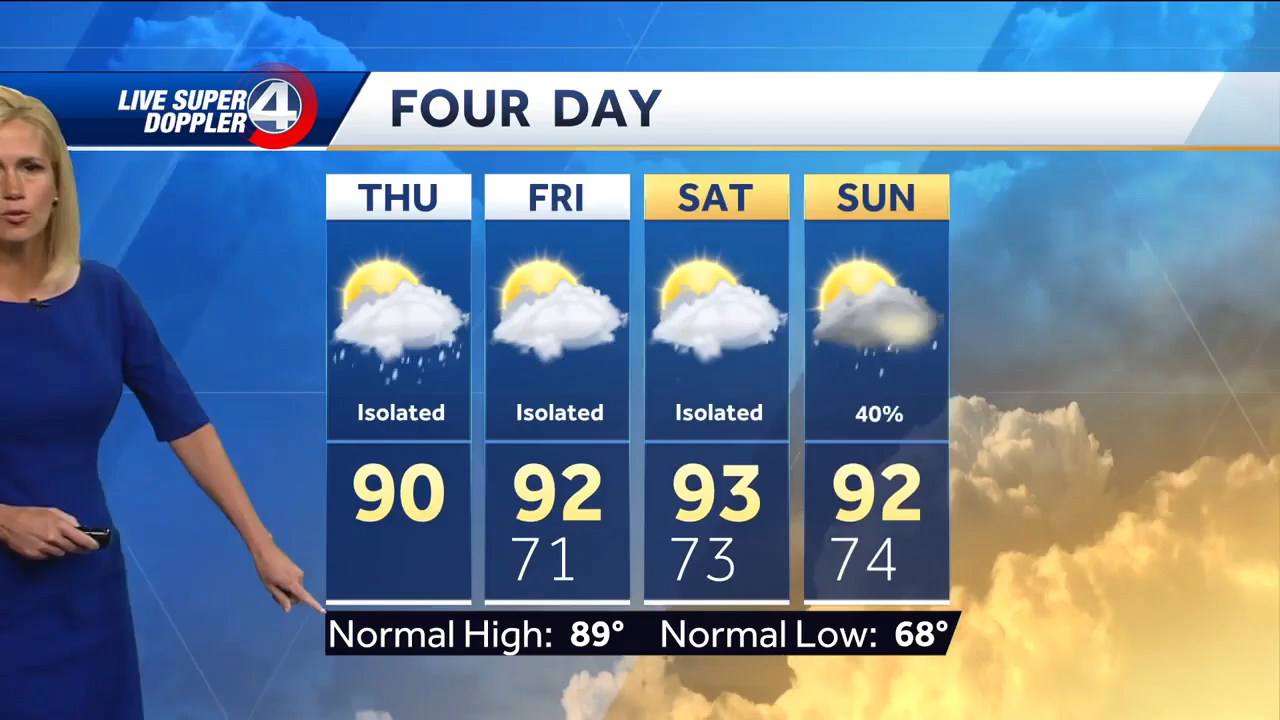 LIVE SUPER
DOPPLER 4
FOUR DAY
THU FRI SAT SUN
Isolated Isolated Isolated 40%
90 92 93 92
71 73 74
Normal High: 89° Normal Low: 68°